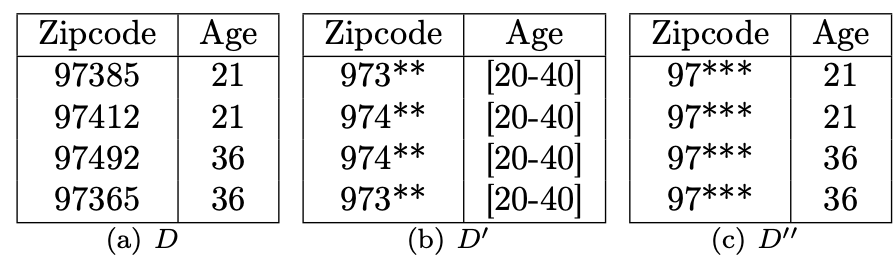 Zipcode Age
97385 21
97412 21
97492 36
97365 36
(a) D
Zipcode Age
973** [20-40]
974** [20-40]
974** [20-40]
973** [20-40]
(b) D′
Zipcode Age
97*** 21
97*** 21
97*** 36
97*** 36
(c) D′′